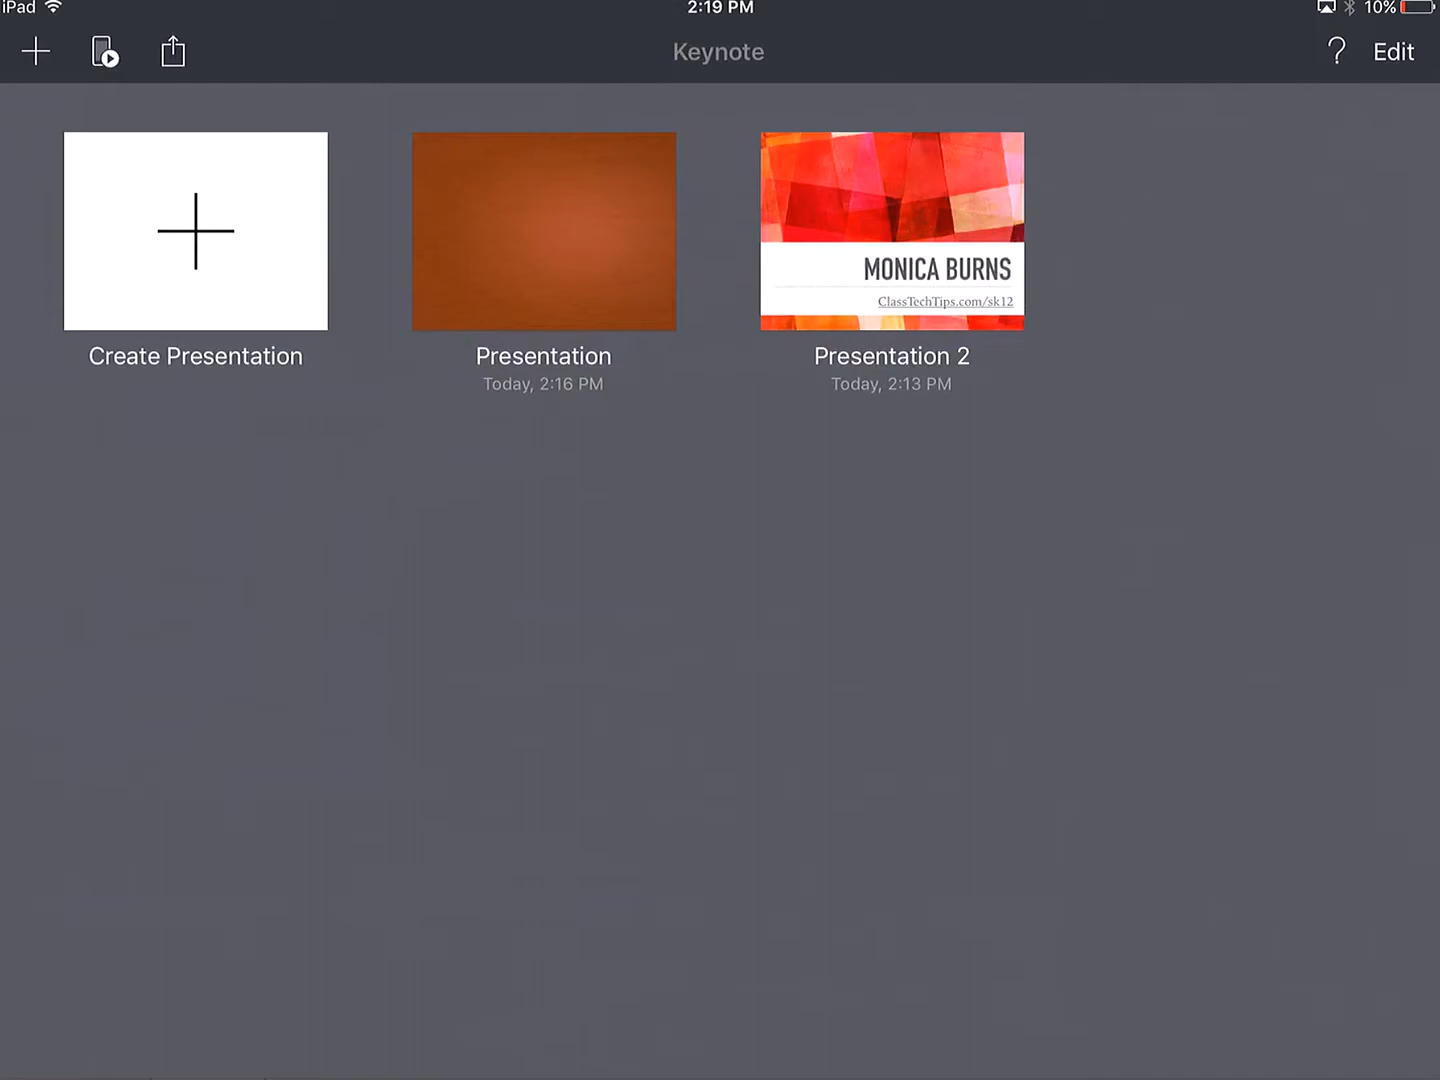 iPad 2:19 PM 10%
Keynote ? Edit
MONICA BURNS
ClassTechTips.com/sk12
Create Presentation Presentation Presentation 2
Today, 2:16 PM Today, 2:13 PM